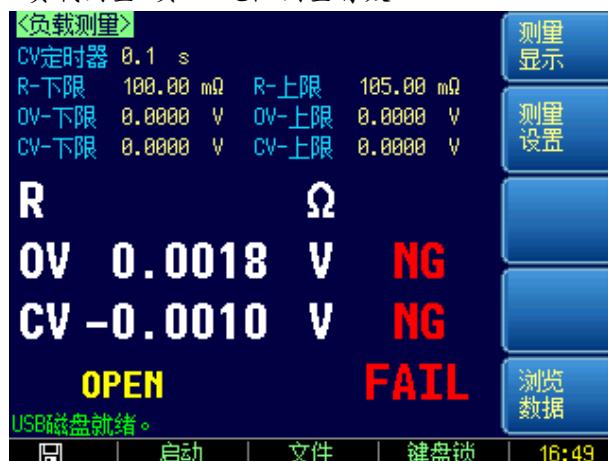 <负载测量>
CV定时器 0.1 s
R-下限 100.00 mΩ R-上限 105.00 mΩ
OV-下限 0.0000 V OV-上限 0.0000 V
CV-下限 0.0000 V CV-上限 0.0000 V
R Ω
OV 0.0018 V NG
CV -0.0010 V NG
OPEN FAIL
USB磁盘就绪。
测量
显示
测量
设置
浏览
数据
启动 文件 键盘锁 16:49